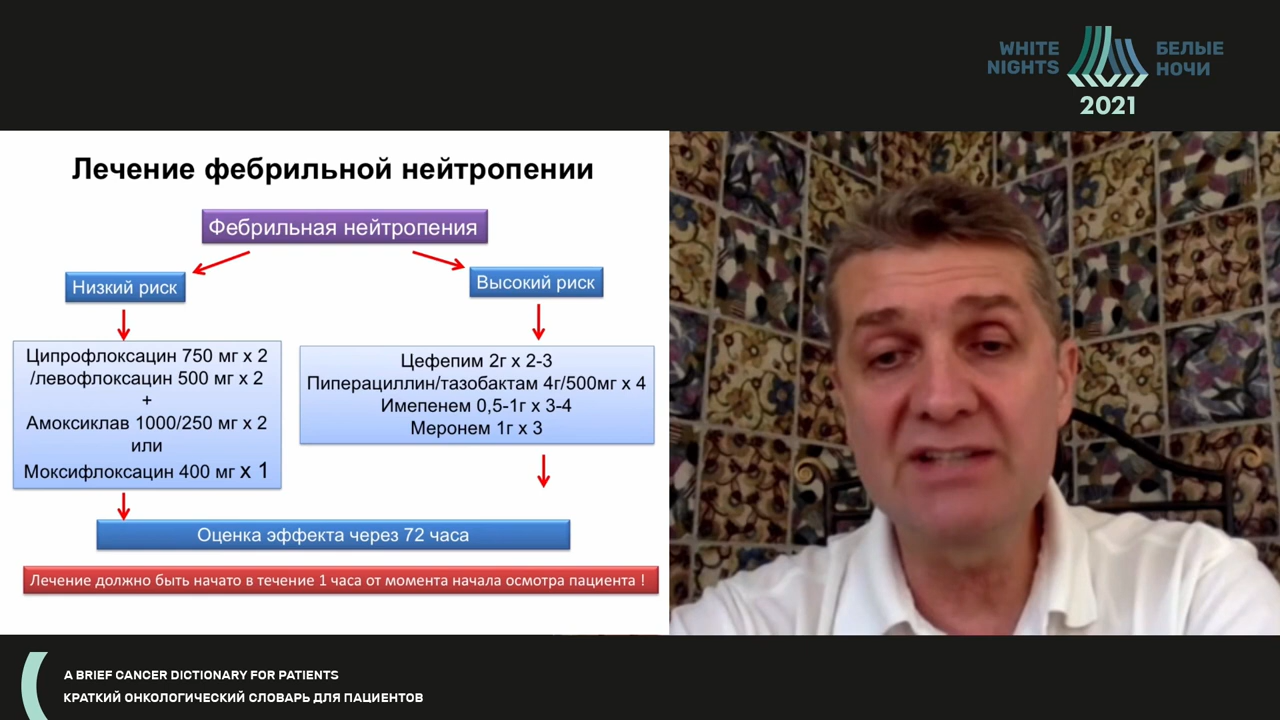 WHITE
NIGHTS
БЕЛЫЕ
НОЧИ
2021
Лечение фебрильной нейтропении
Фебрильная нейтропения
Низкий риск
Высокий риск
Ципрофлоксацин 750 мг x 2
/левофлоксацин 500 мг x 2
+
Амоксиклав 1000/250 мг x 2
или
Моксифлоксацин 400 мг x 1
Цефепим 2г x 2-3
Пиперациллин/тазобактам 4г/500мг x 4
Имепенем 0,5-1г x 3-4
Меронем 1г x 3
Оценка эффекта через 72 часа
Лечение должно быть начато в течение 1 часа от момента начала осмотра пациента !
A BRIEF CANCER DICTIONARY FOR PATIENTS
КРАТКИЙ ОНКОЛОГИЧЕСКИЙ СЛОВАРЬ ДЛЯ ПАЦИЕНТОВ